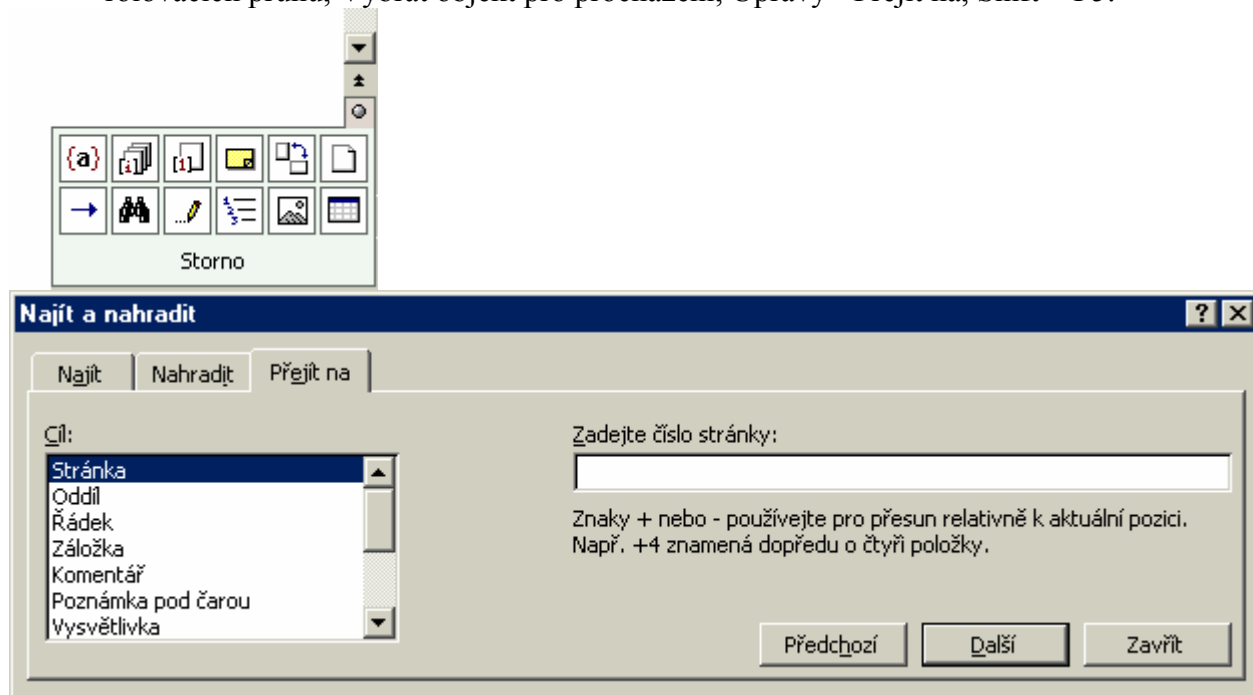 Storno
Najít a nahradit
Najít Nahradit Přejít na
Cíl:
Stránka
Oddíl
Řádek
Záložka
Komentář
Poznámka pod čarou
Vysvětlivka
Zadejte číslo stránky:
Znaky + nebo - používejte pro přesun relativně k aktuální pozici.
Např. +4 znamená dopředu o čtyři položky.
Předchozí Další Zavřít